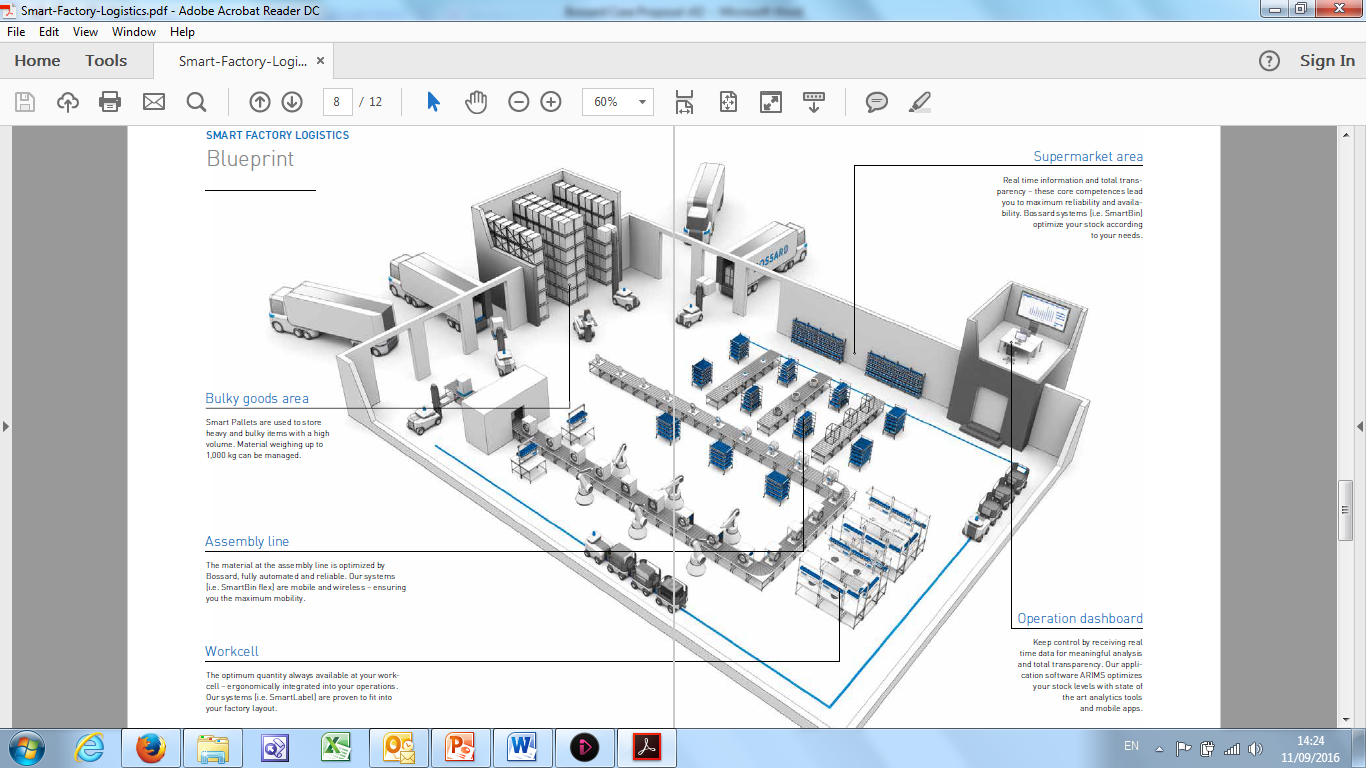 Smart-Factory-Logistics.pdf - Adobe Acrobat Reader DC
File Edit View Window Help
Home Tools Smart-Factory-Logi... × ? Sign In
8 / 12 60%
SMART FACTORY LOGISTICS
Blueprint
Supermarket area
Real time information and total trans-
parency – these core competences lead
you to maximum reliability and availa-
bility. Bossard systems (i.e. SmartBin)
optimize your stock according
to your needs.
BOSSARD
Bulky goods area
Smart Pallets are used to store
heavy and bulky items with a high
volume. Material weighing up to
1,000 kg can be managed.
Assembly line
The material at the assembly line is optimized by
Bossard, fully automated and reliable. Our systems
(i.e. SmartBin flex) are mobile and wireless – ensuring
you the maximum mobility.
Workcell
The optimum quantity always available at your work-
cell – ergonomically integrated into your operations.
Our systems (i.e. SmartLabel) are proven to fit into
your factory layout.
Operation dashboard
Keep control by receiving real
time data for meaningful analysis
and total transparency. Our appli-
cation software ARIMS optimizes
your stock levels with state of
the art analytics tools
and mobile apps.
EN
14:24
11/09/2016